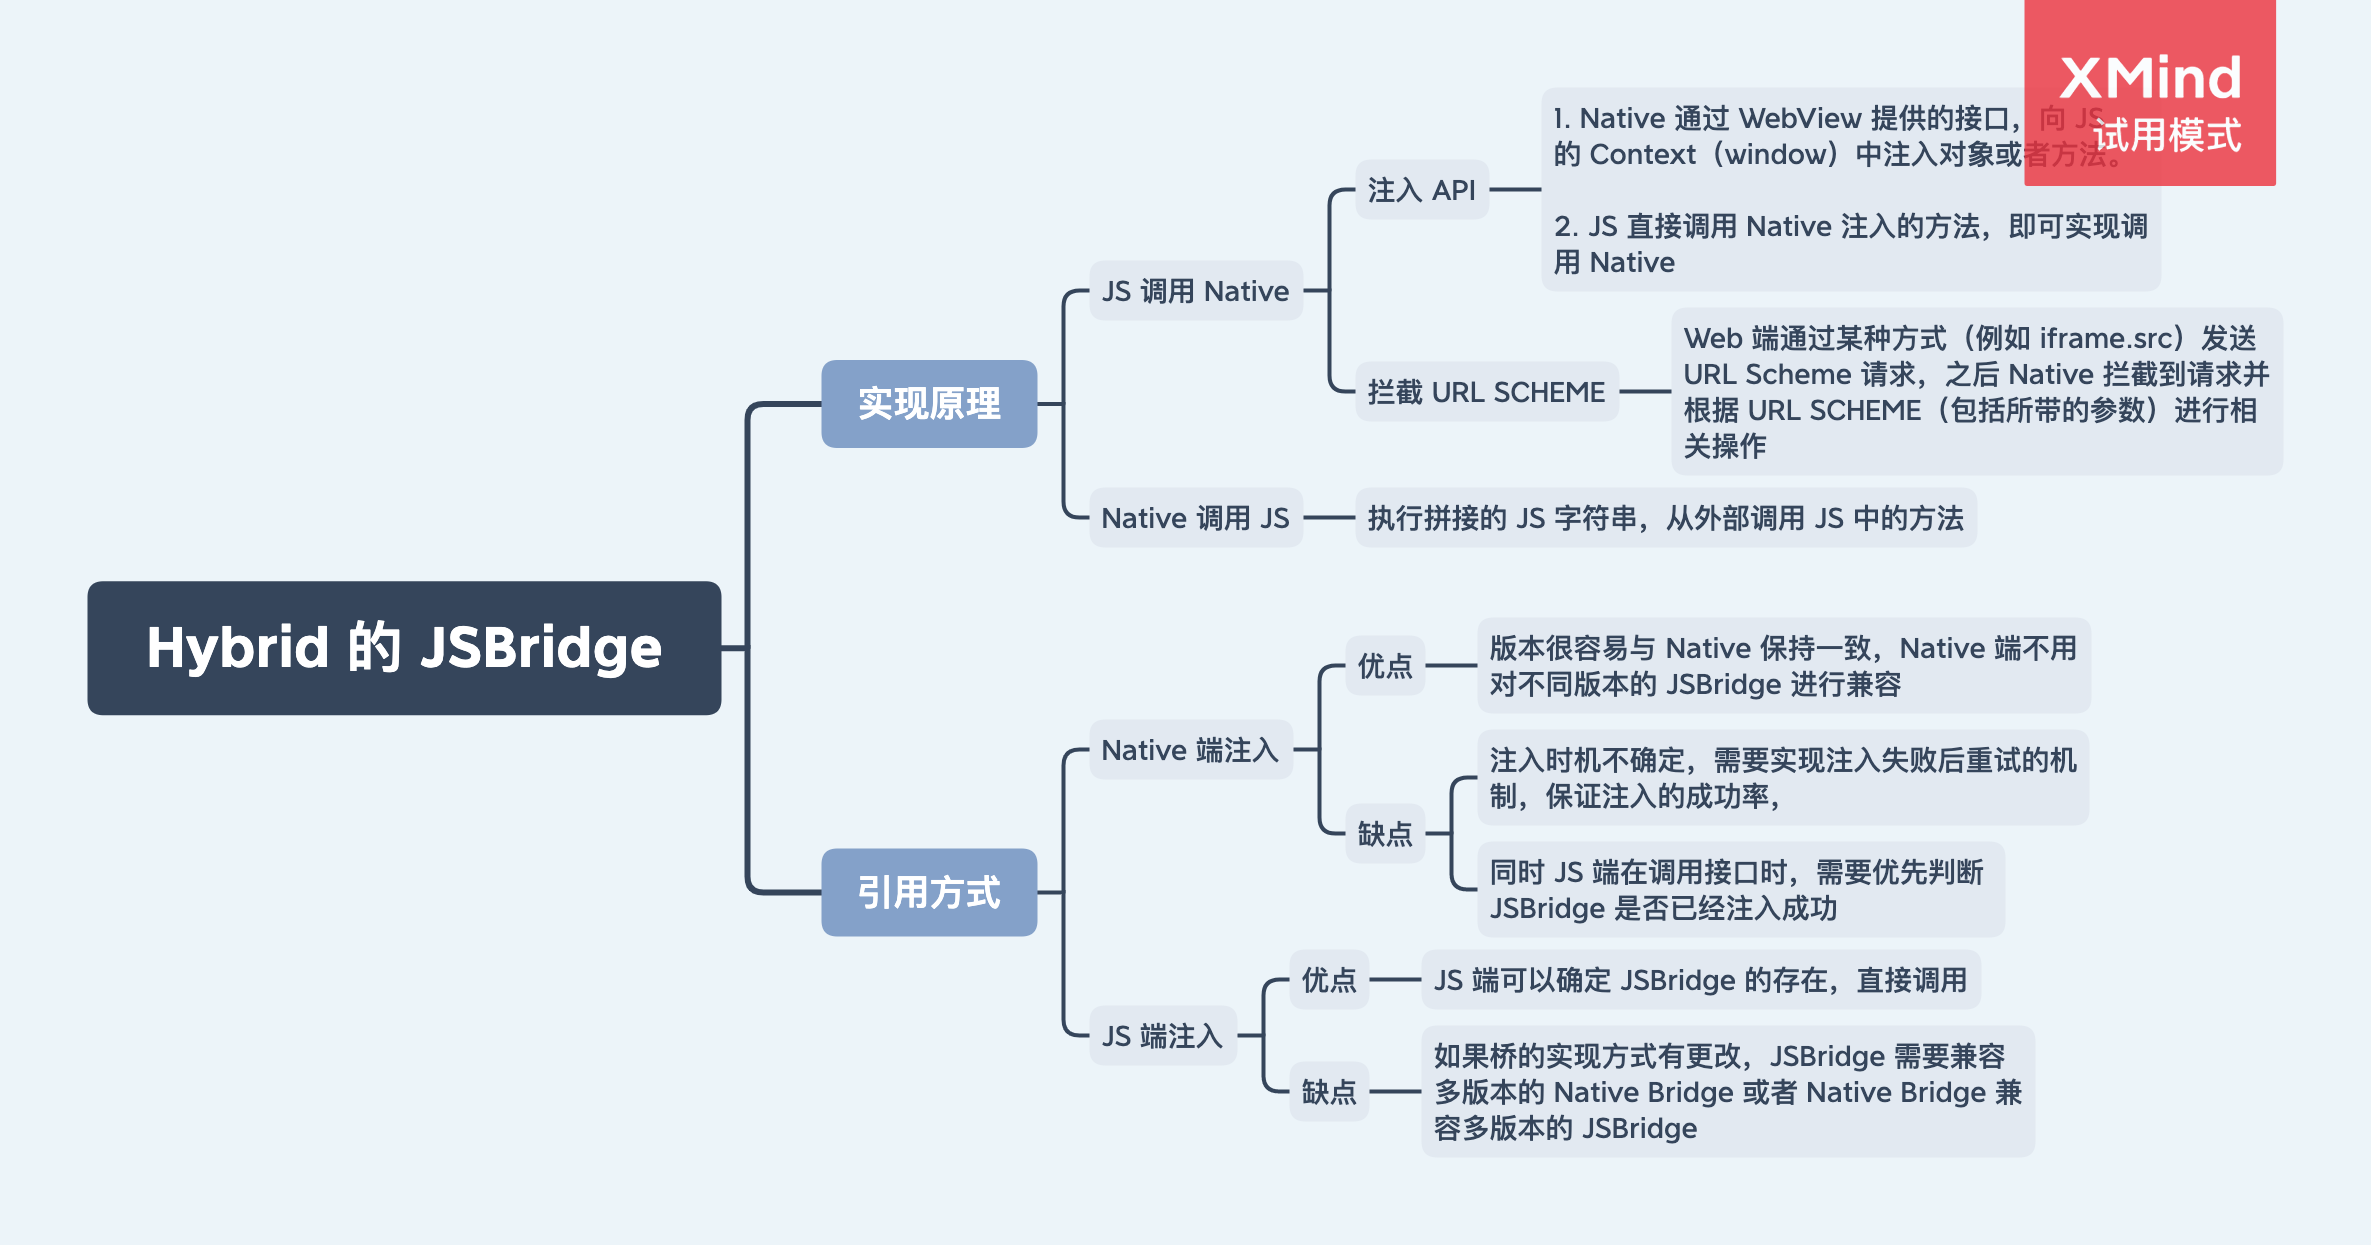 XMind
试用模式
1. Native 通过 WebView 提供的接口，向 JS
的 Context（window）中注入对象或者方法。
2. JS 直接调用 Native 注入的方法，即可实现调
用 Native
注入 API
JS 调用 Native
Web 端通过某种方式（例如 iframe.src）发送
URL Scheme 请求，之后 Native 拦截到请求并
根据 URL SCHEME（包括所带的参数）进行相
关操作
拦截 URL SCHEME
实现原理
Native 调用 JS
执行拼接的 JS 字符串，从外部调用 JS 中的方法
Hybrid 的 JSBridge
版本很容易与 Native 保持一致，Native 端不用
对不同版本的 JSBridge 进行兼容
优点
Native 端注入
注入时机不确定，需要实现注入失败后重试的机
制，保证注入的成功率，
缺点
同时 JS 端在调用接口时，需要优先判断
JSBridge 是否已经注入成功
引用方式
优点
JS 端可以确定 JSBridge 的存在，直接调用
JS 端注入
缺点
如果桥的实现方式有更改，JSBridge 需要兼容
多版本的 Native Bridge 或者 Native Bridge 兼
容多版本的 JSBridge